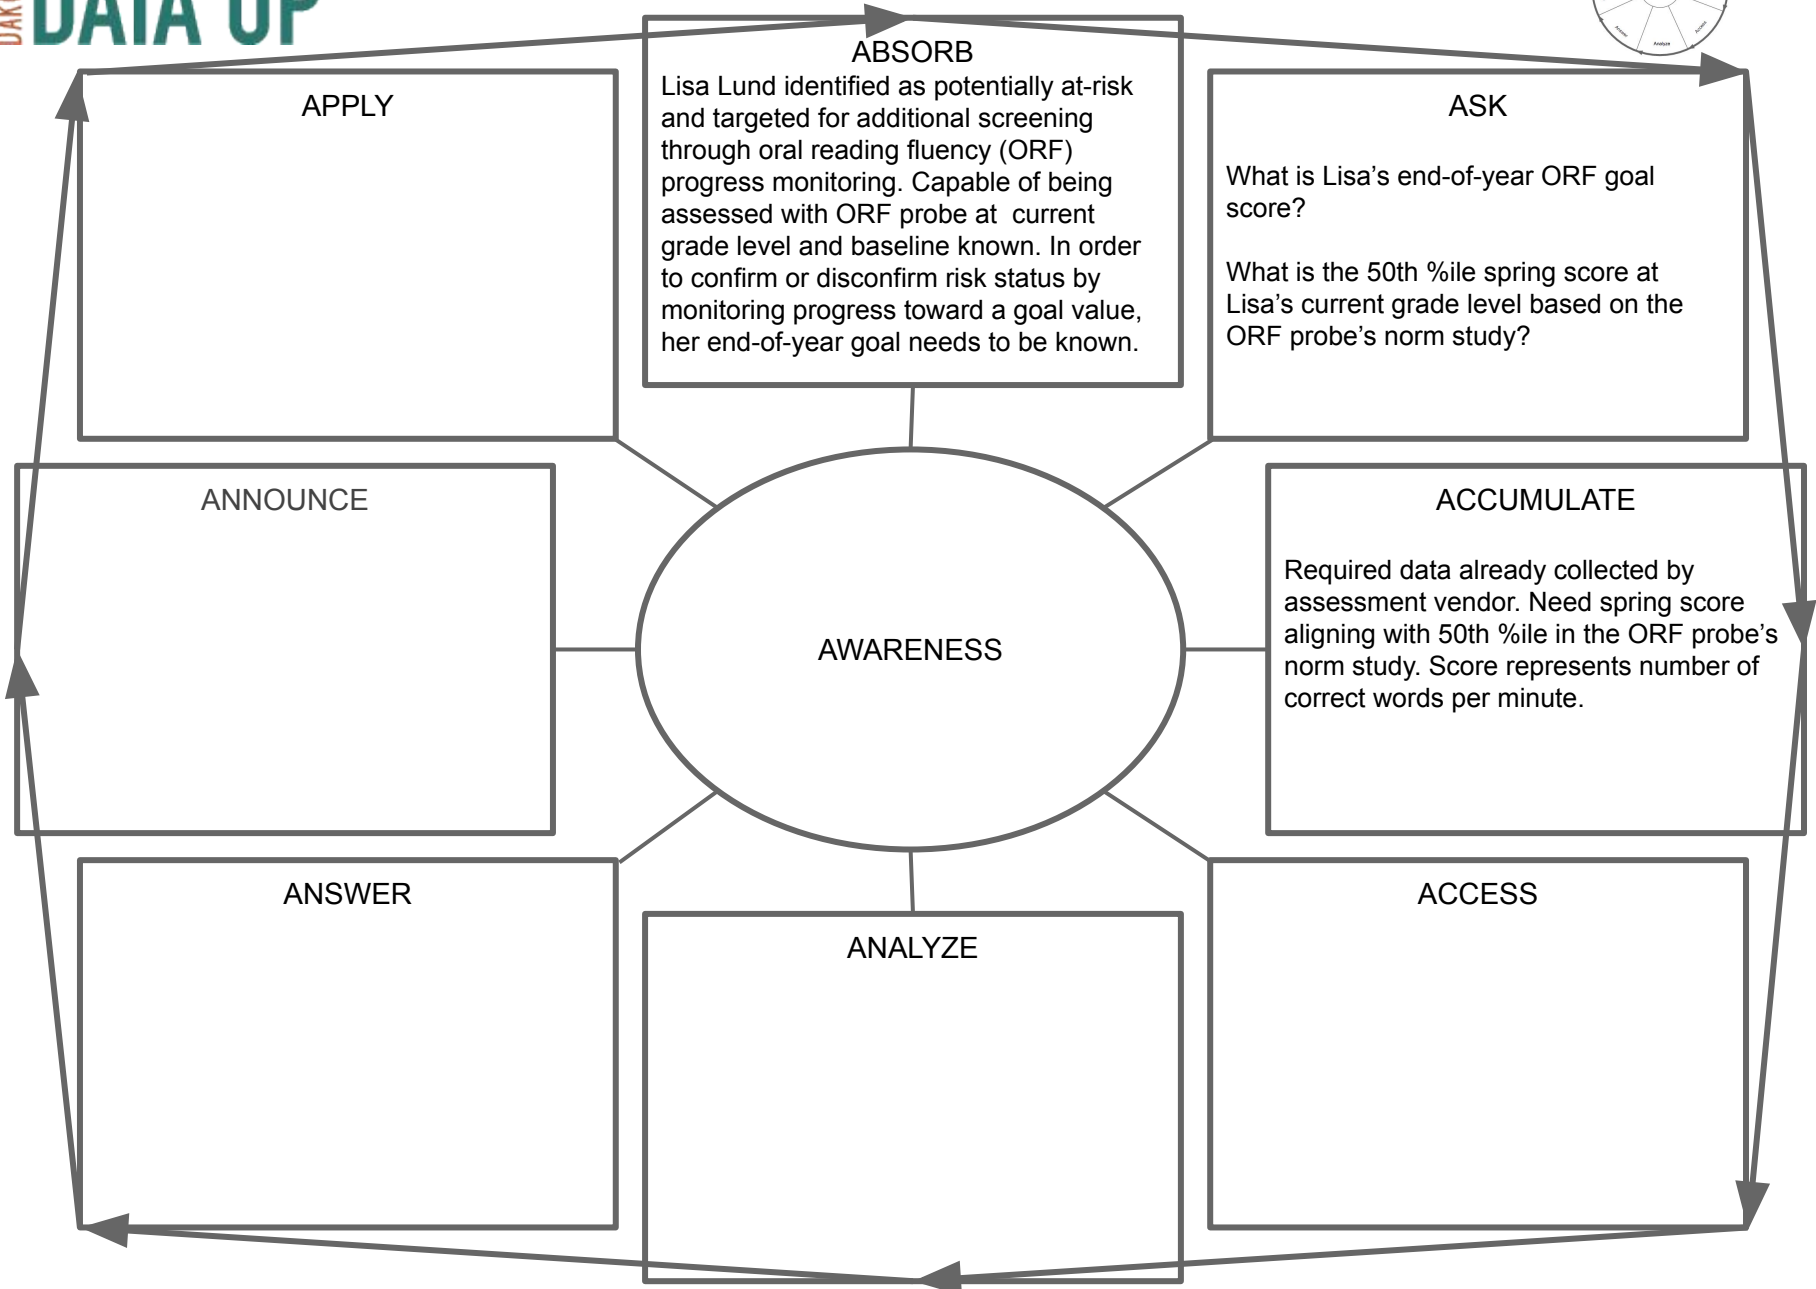 DATA UP
Answer
Analyze
Access
ABSORB
Lisa Lund identified as potentially at-risk
and targeted for additional screening
through oral reading fluency (ORF)
progress monitoring. Capable of being
assessed with ORF probe at  current
grade level and baseline known. In order
to confirm or disconfirm risk status by
monitoring progress toward a goal value,
her end-of-year goal needs to be known.
APPLY
ASK
What is Lisa’s end-of-year ORF goal
score?
What is the 50th %ile spring score at
Lisa’s current grade level based on the
ORF probe’s norm study?
ANNOUNCE
ACCUMULATE
Required data already collected by
assessment vendor. Need spring score
aligning with 50th %ile in the ORF probe’s
norm study. Score represents number of
correct words per minute.
AWARENESS
ANSWER
ANALYZE
ACCESS